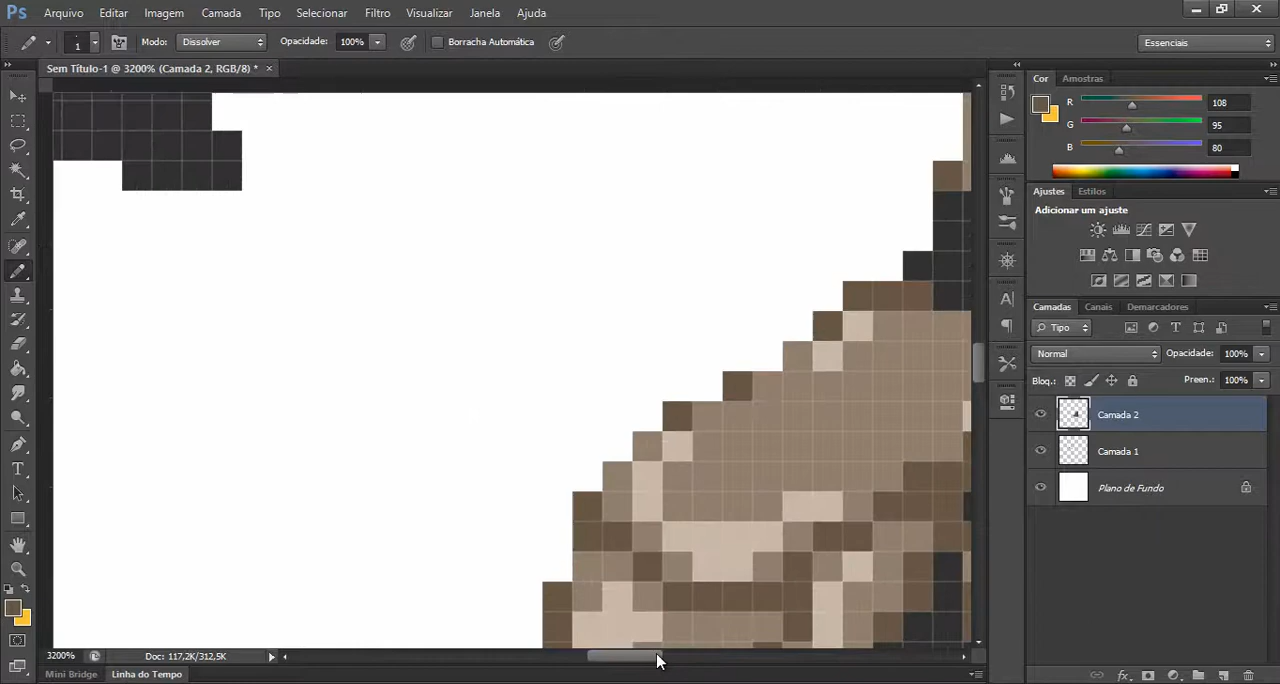 Ps Arquivo Editar Imagem Camada Tipo Selecionar Filtro Visualizar Janela Ajuda
1 Modo: Dissolver Opacidade: 100% Borracha Automática Essenciais
Sem Título-1 @ 3200% (Camada 2, RGB/8) * ×
Cor Amostras
R 108
G 95
B 80
Ajustes Estilos
Adicionar um ajuste
Camadas Canais Demarcadores
Tipo
Normal Opacidade: 100%
Bloq.: Preen.: 100%
Camada 2
Camada 1
Plano de Fundo
3200% Doc: 117,2K/312,5K
Mini Bridge Linha do Tempo